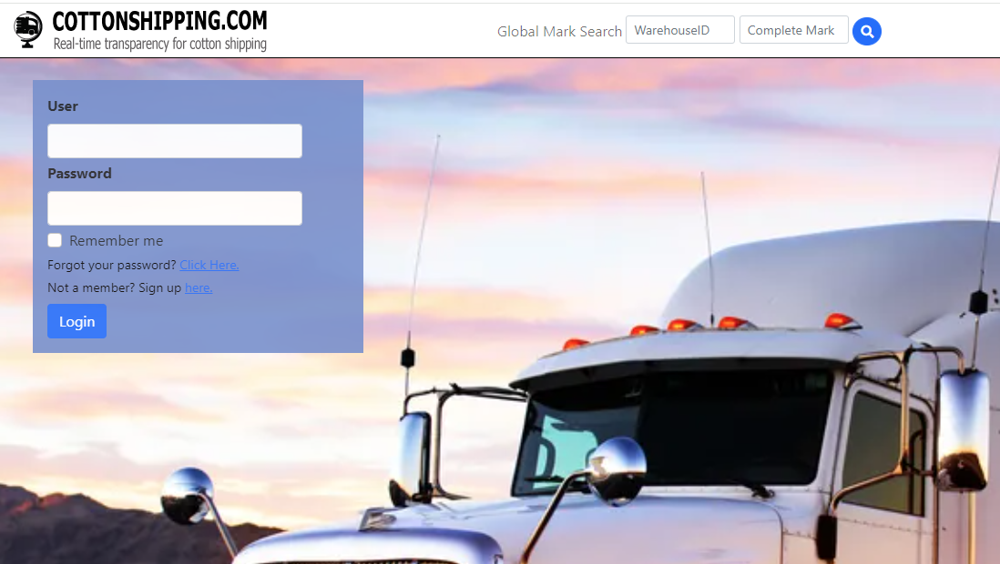 COTTONSHIPPING.COM
Real-time transparency for cotton shipping
Global Mark Search WarehouseID Complete Mark
User
Password
Remember me
Forgot your password? Click Here.
Not a member? Sign up here.
Login